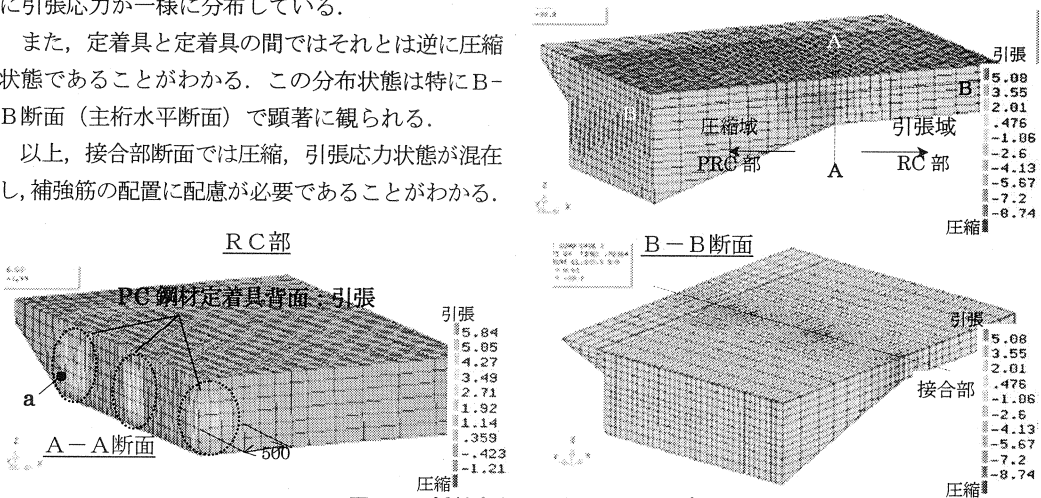 に引張応力が一様に分布している．
また，定着具と定着具の間ではそれとは逆に圧縮
状態であることがわかる．この分布状態は特にB-
B断面（主桁水平断面）で顕著に観られる．
以上，接合部断面では圧縮，引張応力状態が混在
し，補強筋の配置に配慮が必要であることがわかる．
A
引張
5.08
3.55
2.01
.476
-1.06
-2.6
-4.13
-5.67
-7.2
-8.74
圧縮
B
B
圧縮域
引張域
PRC部
RC部
A
RC部
PC鋼材定着具背面：引張
引張
5.84
5.05
4.27
3.49
2.71
1.92
1.14
.359
-.423
-1.21
圧縮
a
500
A－A断面
B－B断面
引張
5.08
3.55
2.01
.476
-1.06
-2.6
-4.13
-5.67
-7.2
-8.74
圧縮
接合部